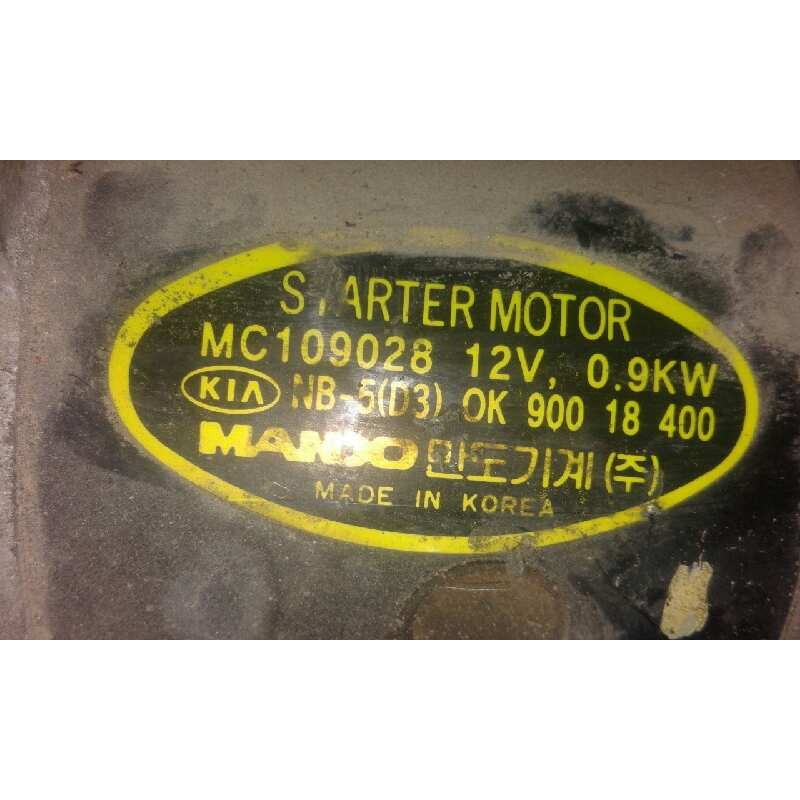 STARTER MOTOR
MC109028 12V, 0.9KW
KIA NB-5(D3) OK 900 18 400
MANDO 만도기계(주)
MADE IN KOREA